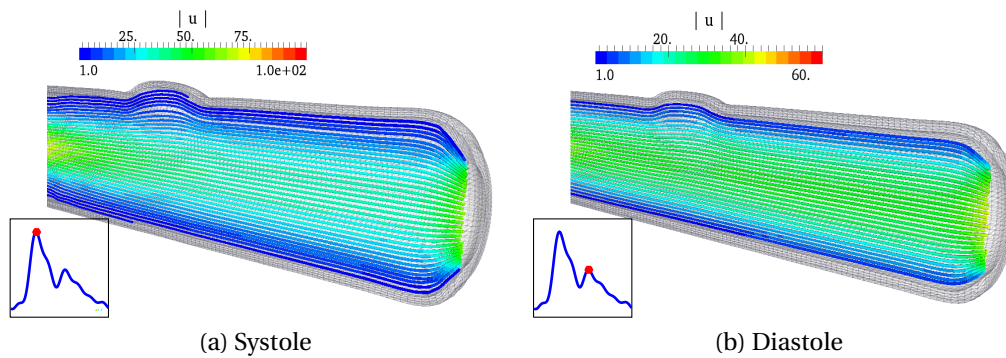 | u |
25. 50. 75.
1.0 1.0e+02
| u |
20. 40.
1.0 60.
(a) Systole
(b) Diastole